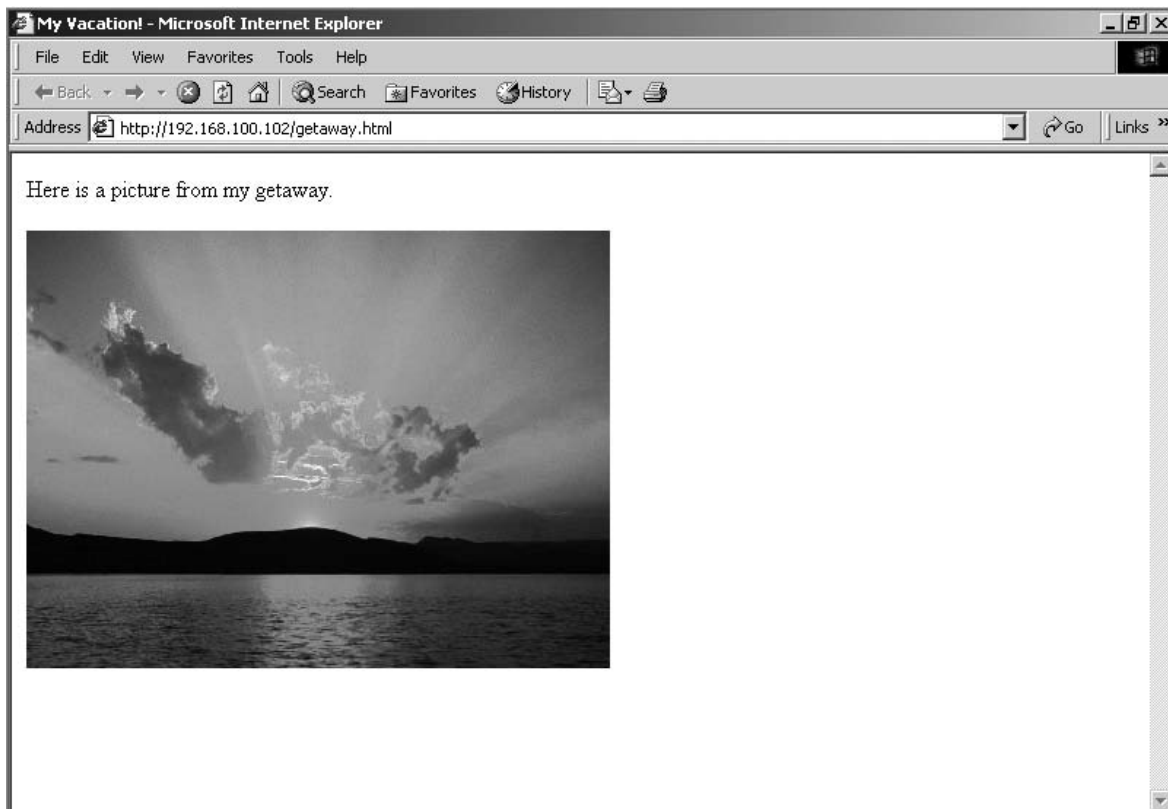 My Vacation! - Microsoft Internet Explorer
File Edit View Favorites Tools Help
Back Search Favorites History
Address http://192.168.100.102/getaway.html Go Links »
Here is a picture from my getaway.